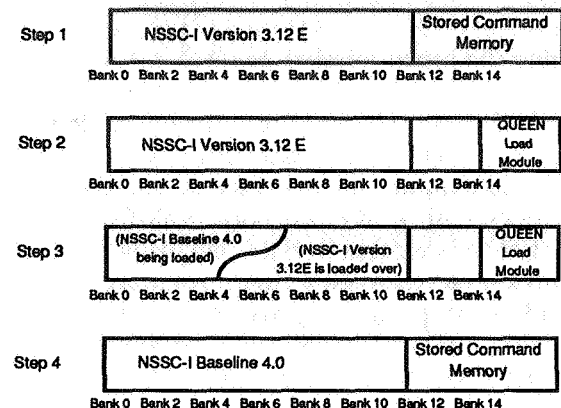 Step 1
NSSC-I Version 3.12 E
Stored Command
Memory
Bank 0 Bank 2 Bank 4 Bank 6 Bank 8 Bank 10 Bank 12 Bank 14
Step 2
NSSC-I Version 3.12 E
QUEEN
Load
Module
Bank 0 Bank 2 Bank 4 Bank 6 Bank 8 Bank 10 Bank 12 Bank 14
Step 3
(NSSC-I Baseline 4.0
being loaded)
(NSSC-I Version
3.12E is loaded over)
QUEEN
Load
Module
Bank 0 Bank 2 Bank 4 Bank 6 Bank 8 Bank 10 Bank 12 Bank 14
Step 4
NSSC-I Baseline 4.0
Stored Command
Memory
Bank 0 Bank 2 Bank 4 Bank 6 Bank 8 Bank 10 Bank 12 Bank 14